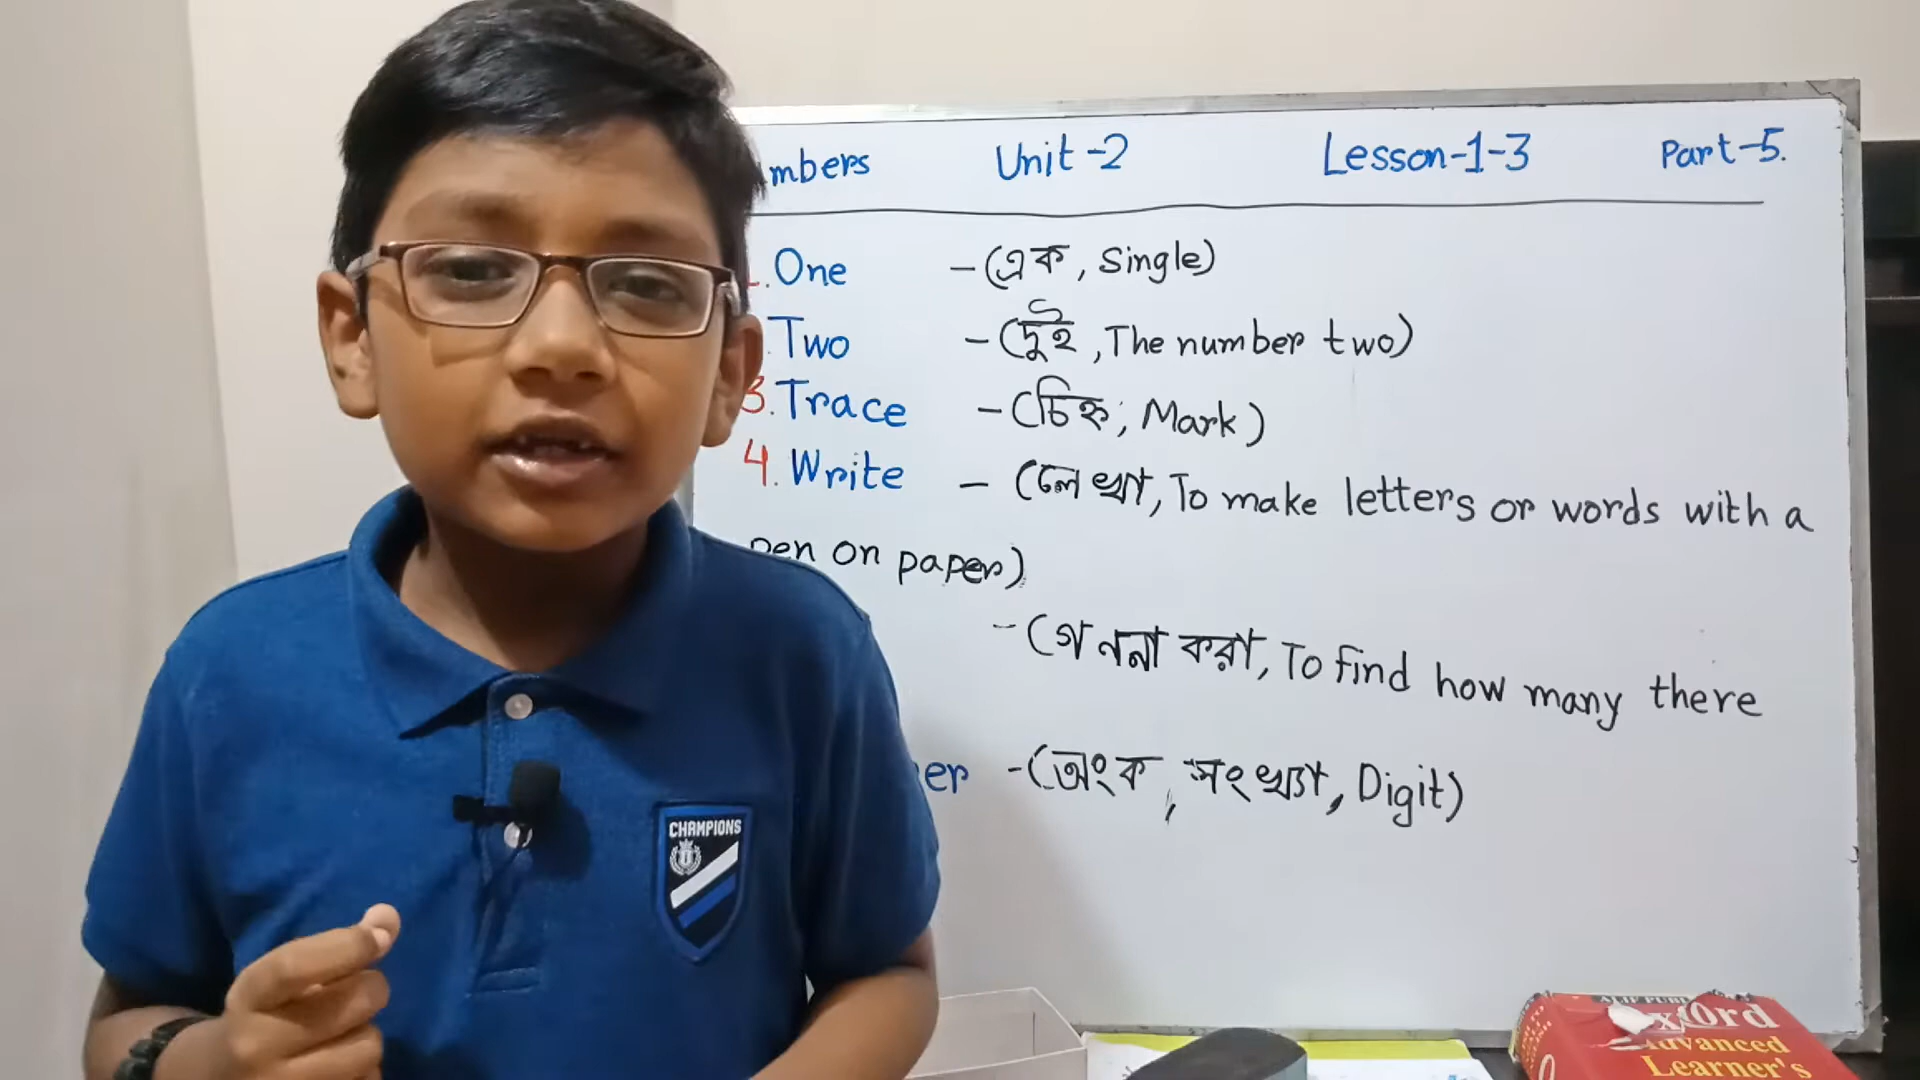 mbers Unit-2 Lesson-1-3 Part-5.
1. One - (এক, Single)
. Two - (দুই, The number two)
3. Trace - (চিহ্ন, Mark)
4. Write - (লেখা, To make letters or words with a
pen on paper)
- (গননা করা, To find how many there
er - (অংক, সংখ্যা, Digit)
CHAMPIONS
Oxford
Advanced
Learner's